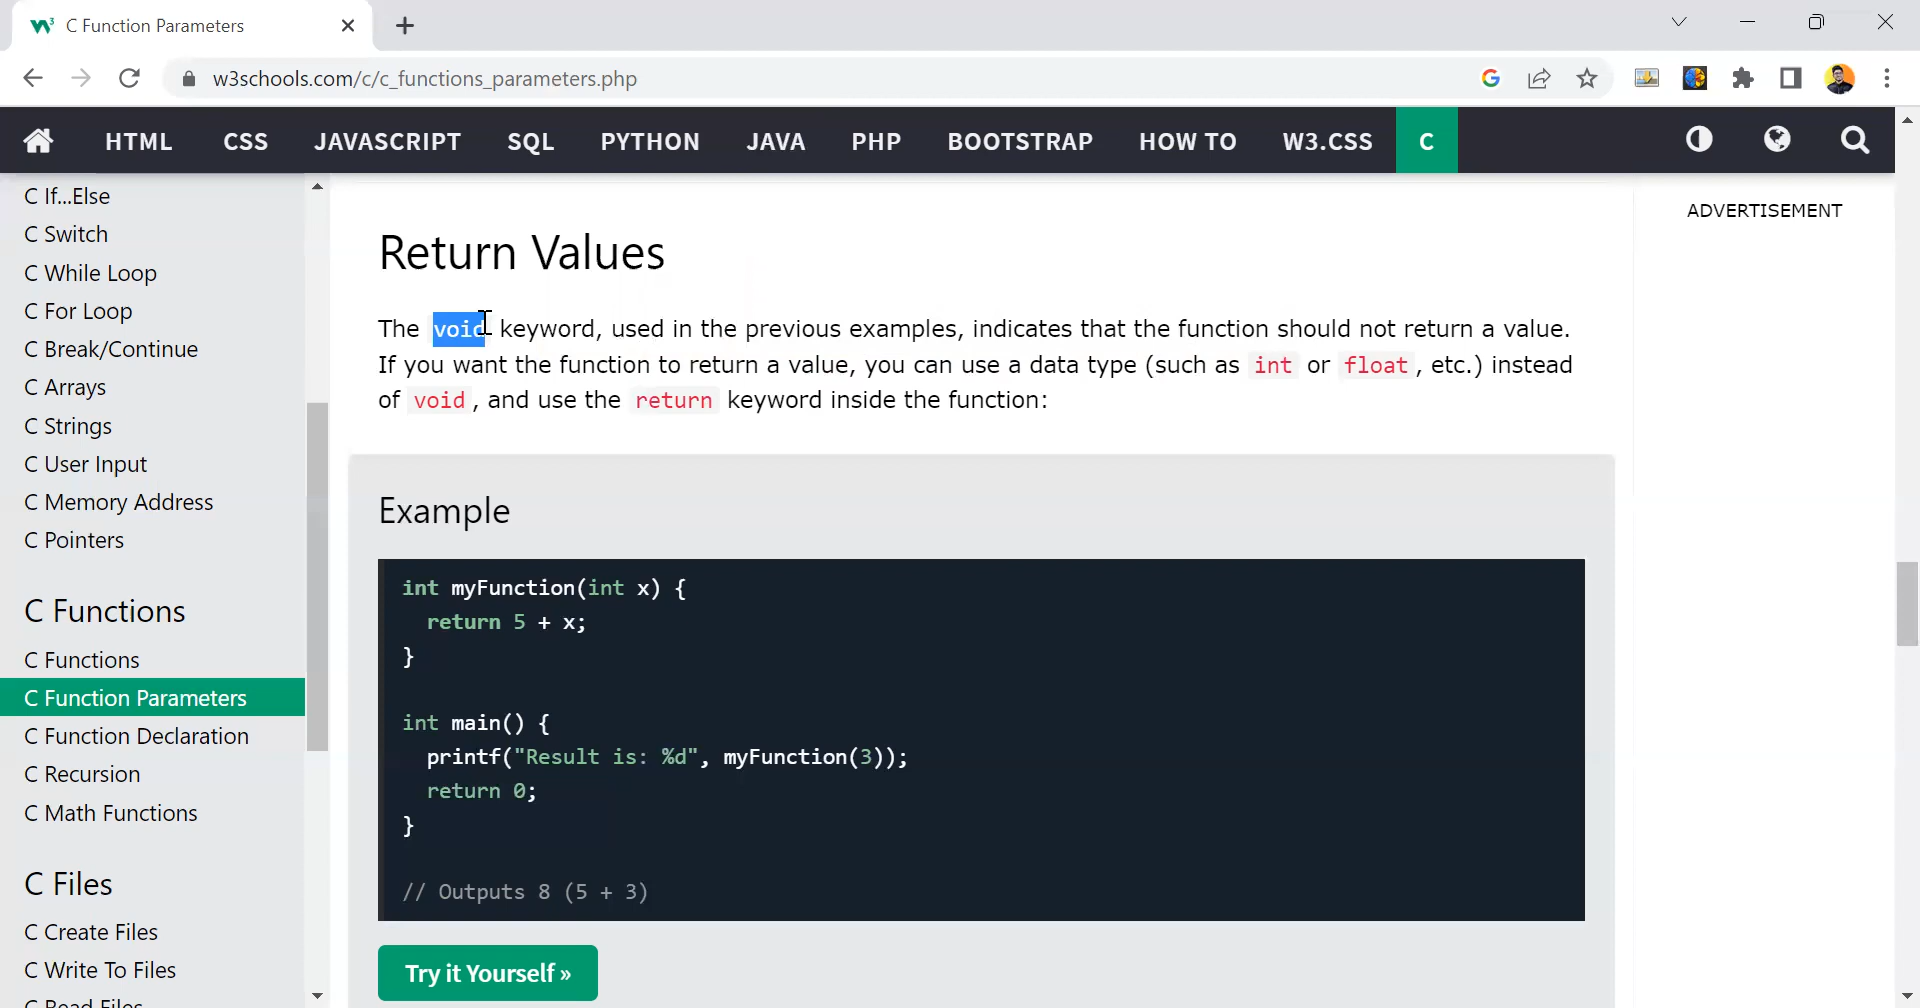 C Function Parameters
w3schools.com/c/c_functions_parameters.php
HTML CSS JAVASCRIPT SQL PYTHON JAVA PHP BOOTSTRAP HOW TO W3.CSS C
C If...Else
C Switch
C While Loop
C For Loop
C Break/Continue
C Arrays
C Strings
C User Input
C Memory Address
C Pointers
C Functions
C Functions
C Function Parameters
C Function Declaration
C Recursion
C Math Functions
C Files
C Create Files
C Write To Files
C Read Files
Return Values
The void keyword, used in the previous examples, indicates that the function should not return a value.
If you want the function to return a value, you can use a data type (such as int or float, etc.) instead
of void, and use the return keyword inside the function:
Example
int myFunction(int x) {
return 5 + x;
}
int main() {
printf("Result is: %d", myFunction(3));
return 0;
}
// Outputs 8 (5 + 3)
Try it Yourself »
ADVERTISEMENT